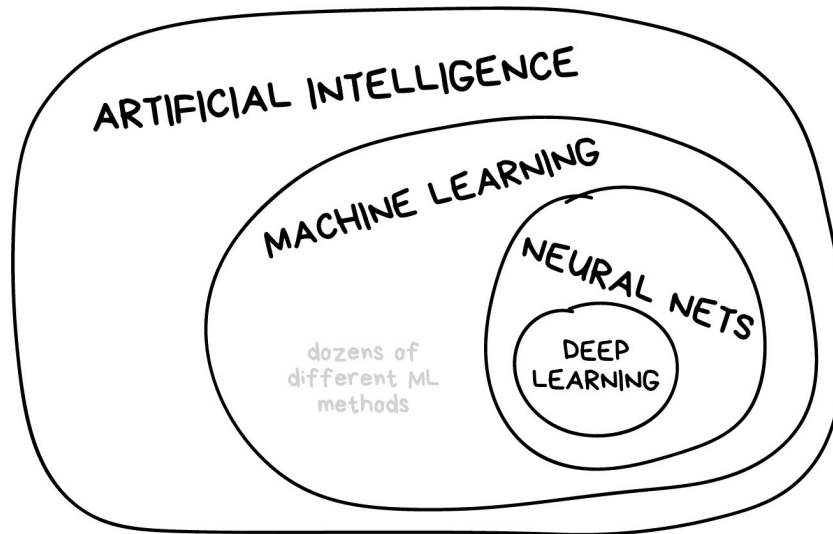 ARTIFICIAL INTELLIGENCE
MACHINE LEARNING
NEURAL NETS
DEEP
LEARNING
dozens of
different ML
methods